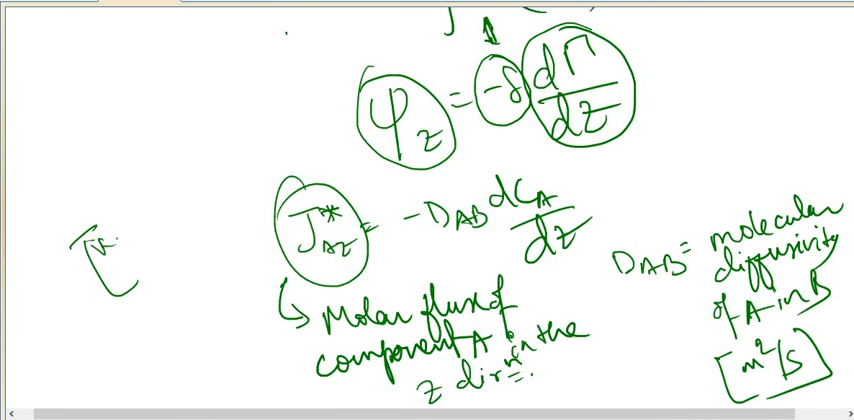 ψz = -δ dΓ/dz
J*Az = -DAB dCA/dz
DAB = molecular
diffusivity
of A in B
[m²/s]
Molar flux of
component A in the
z dirn.